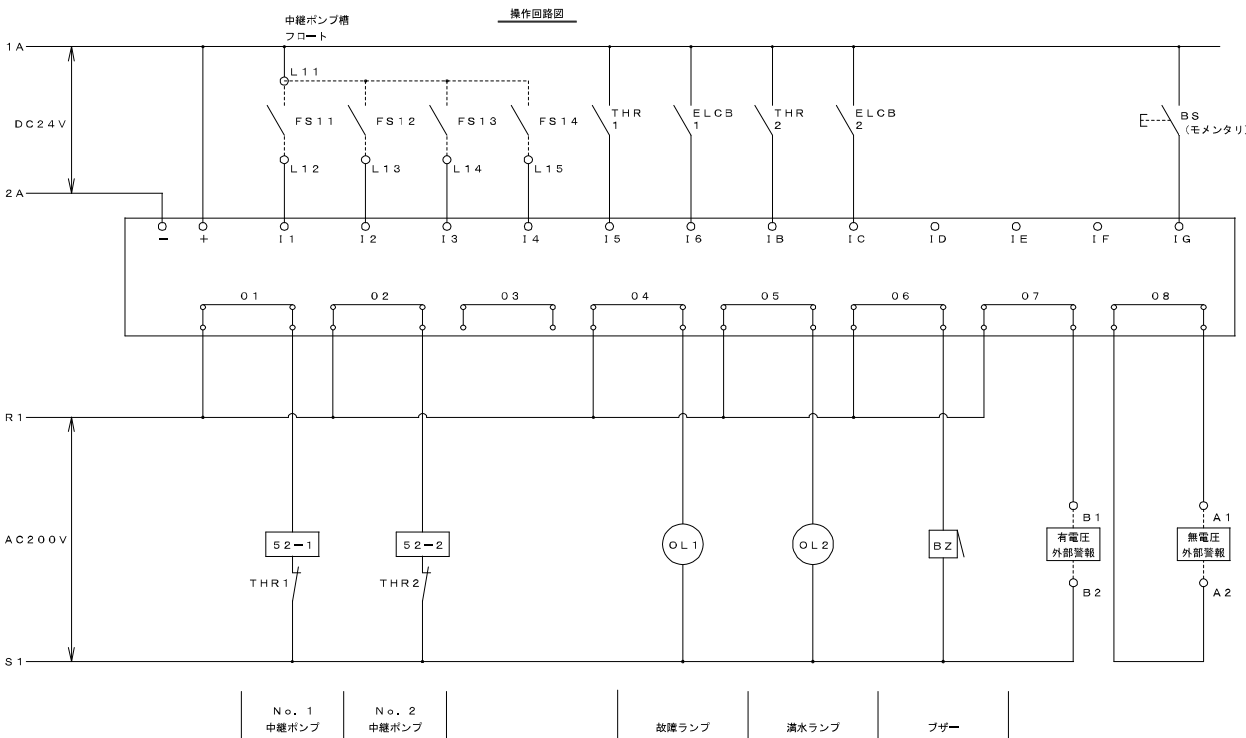 操作回路図
中継ポンプ槽
フロート
1A
L11
DC24V
FS11
FS12
FS13
FS14
THR
1
ELCB
1
THR
2
ELCB
2
BS
(モメンタリ)
L12
L13
L14
L15
2A
－
＋
I1
I2
I3
I4
I5
I6
IB
IC
ID
IE
IF
IG
01
02
03
04
05
06
07
08
R1
AC200V
52-1
52-2
OL1
OL2
BZ
B1
有電圧
外部警報
B2
A1
無電圧
外部警報
A2
THR1
THR2
S1
No. 1
中継ポンプ
No. 2
中継ポンプ
故障ランプ
満水ランプ
ブザー